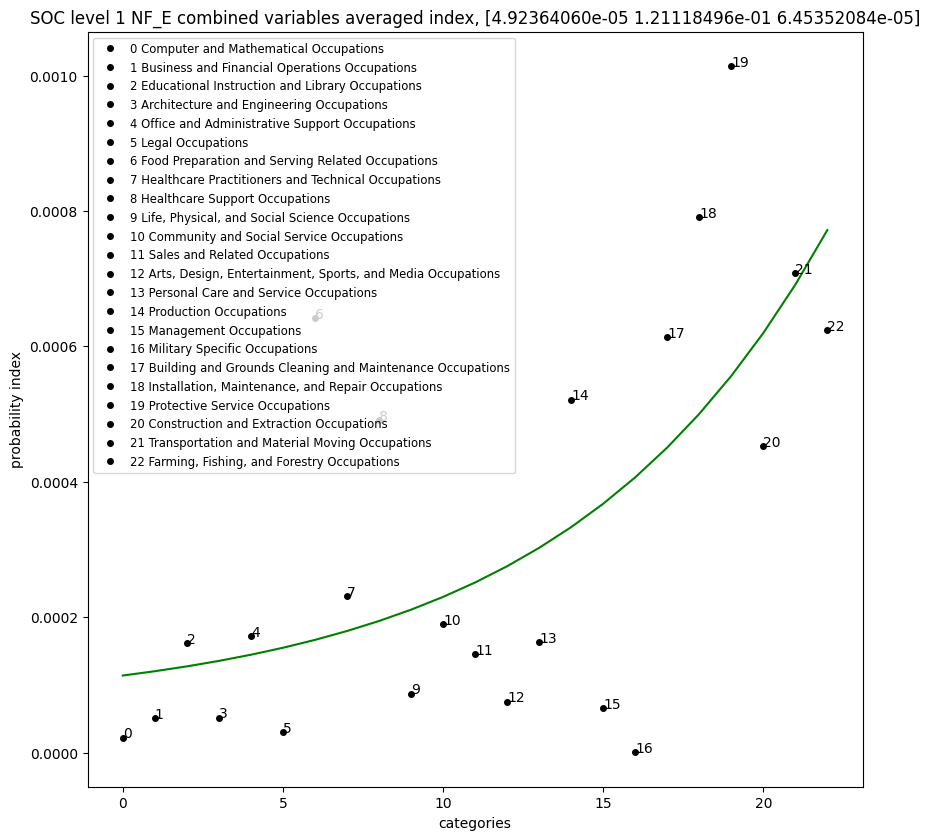 SOC level 1 NF_E combined variables averaged index, [4.92364060e-05 1.21118496e-01 6.45352084e-05]
0 Computer and Mathematical Occupations
1 Business and Financial Operations Occupations
2 Educational Instruction and Library Occupations
3 Architecture and Engineering Occupations
4 Office and Administrative Support Occupations
5 Legal Occupations
6 Food Preparation and Serving Related Occupations
7 Healthcare Practitioners and Technical Occupations
8 Healthcare Support Occupations
9 Life, Physical, and Social Science Occupations
10 Community and Social Service Occupations
11 Sales and Related Occupations
12 Arts, Design, Entertainment, Sports, and Media Occupations
13 Personal Care and Service Occupations
14 Production Occupations
15 Management Occupations
16 Military Specific Occupations
17 Building and Grounds Cleaning and Maintenance Occupations
18 Installation, Maintenance, and Repair Occupations
19 Protective Service Occupations
20 Construction and Extraction Occupations
21 Transportation and Material Moving Occupations
22 Farming, Fishing, and Forestry Occupations
0.0010
0.0008
0.0006
0.0004
0.0002
0.0000
probability index
0
1
2
3
4
5
6
7
8
9
10
11
12
13
14
15
16
17
18
19
20
21
22
0 5 10 15 20
categories